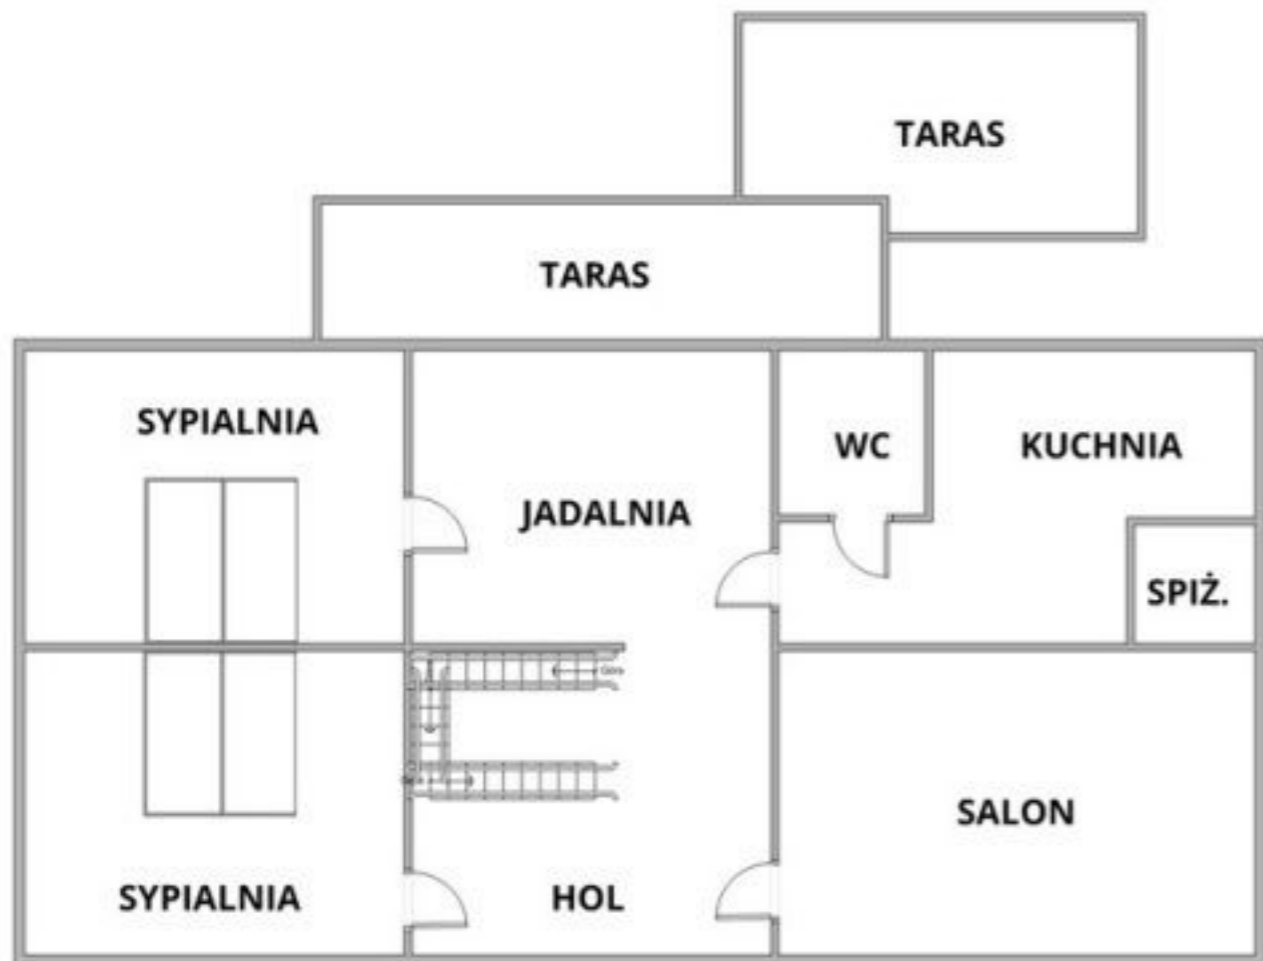 TARAS
TARAS
SYPIALNIA
WC
KUCHNIA
JADALNIA
SPIŻ.
SALON
SYPIALNIA
HOL